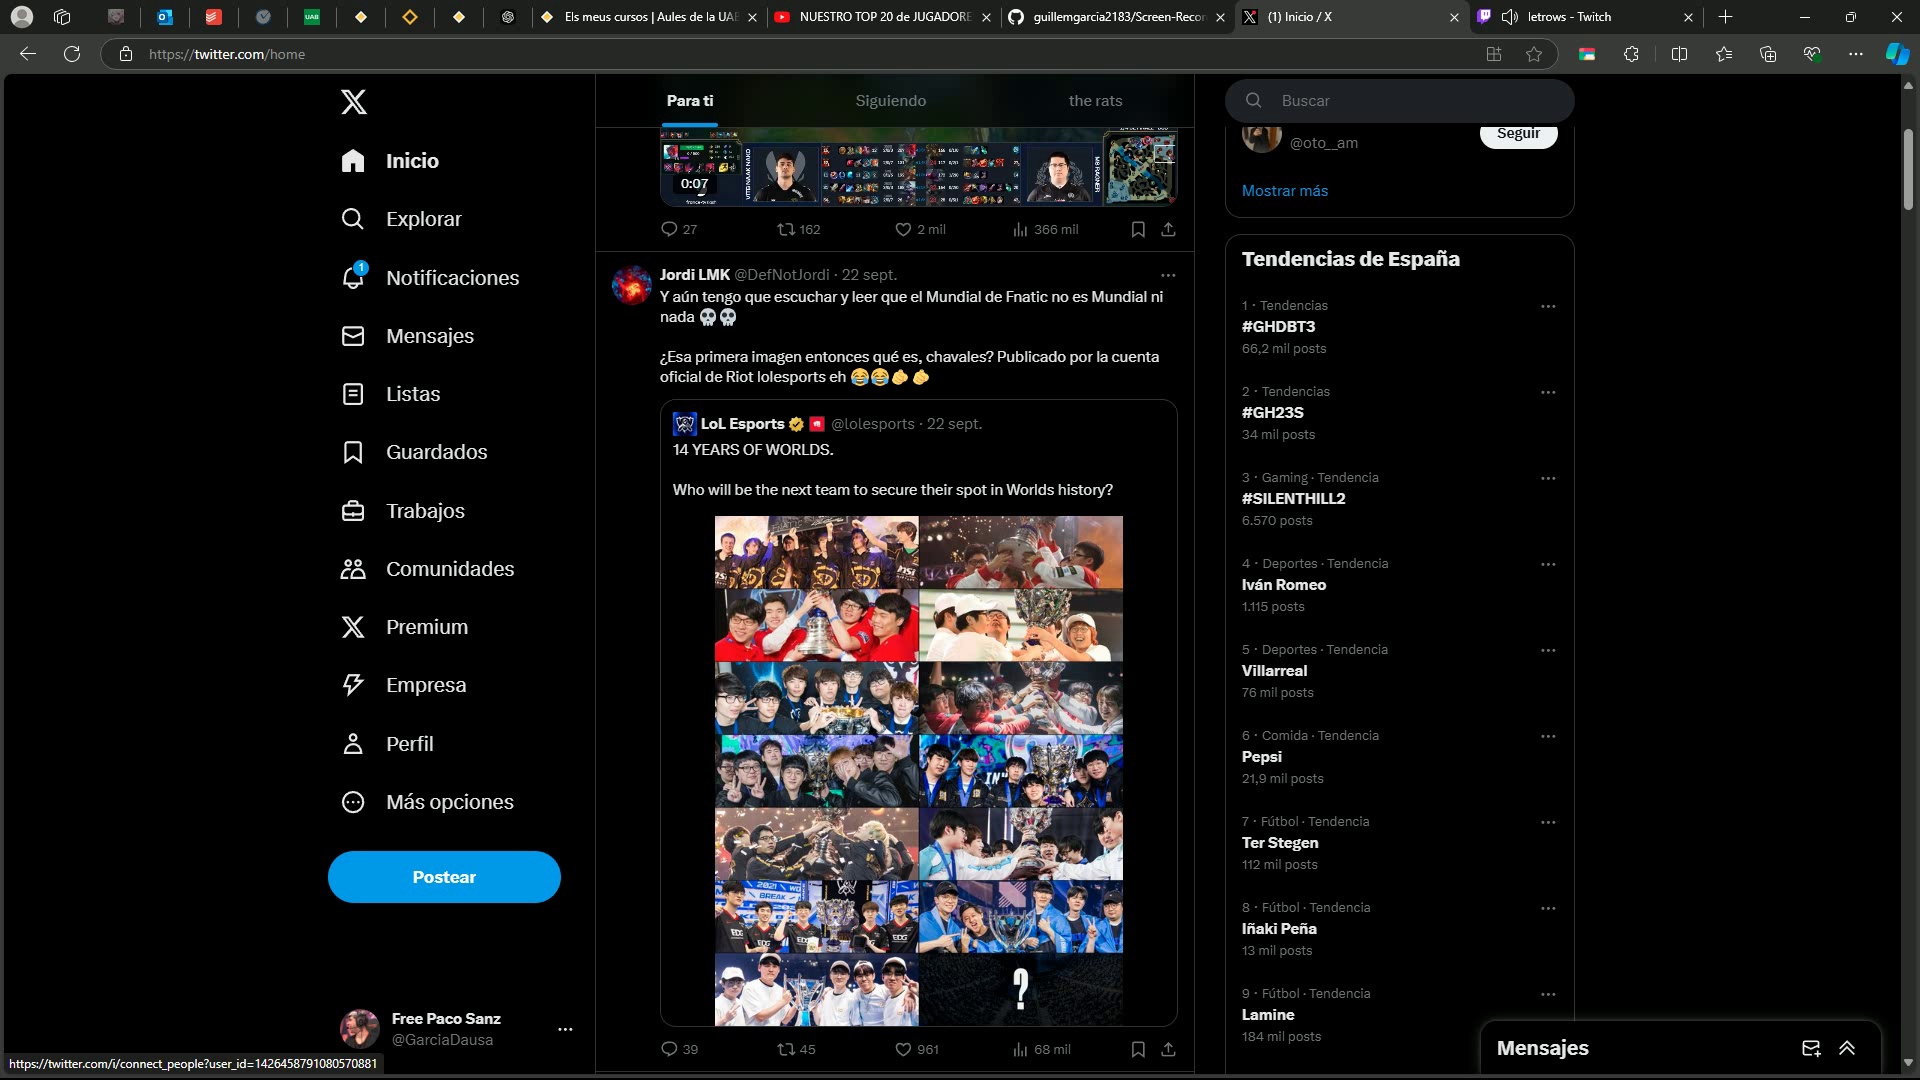 Els meus cursos | Aules de la UAB
NUESTRO TOP 20 de JUGADORE
guillemgarcia2183/Screen-Recor
(1) Inicio / X
letrows - Twitch
https://twitter.com/home
Inicio
Explorar
1
Notificaciones
Mensajes
Listas
Guardados
Trabajos
Comunidades
Premium
Empresa
Perfil
Más opciones
Postear
Free Paco Sanz
@GarciaDausa
https://twitter.com/i/connect_people?user_id=1426458791080570881
Para ti
Siguiendo
the rats
0:07
27
162
2 mil
366 mil
Jordi LMK @DefNotJordi · 22 sept.
Y aún tengo que escuchar y leer que el Mundial de Fnatic no es Mundial ni
nada 💀💀
¿Esa primera imagen entonces qué es, chavales? Publicado por la cuenta
oficial de Riot lolesports eh 😂😂🫵🫵
LoL Esports @lolesports · 22 sept.
14 YEARS OF WORLDS.
Who will be the next team to secure their spot in Worlds history?
2021
BREAK
EDG
EDG
?
39
45
961
68 mil
Buscar
@oto__am
Seguir
Mostrar más
Tendencias de España
1 · Tendencias
#GHDBT3
66,2 mil posts
2 · Tendencias
#GH23S
34 mil posts
3 · Gaming · Tendencia
#SILENTHILL2
6.570 posts
4 · Deportes · Tendencia
Iván Romeo
1.115 posts
5 · Deportes · Tendencia
Villarreal
76 mil posts
6 · Comida · Tendencia
Pepsi
21,9 mil posts
7 · Fútbol · Tendencia
Ter Stegen
112 mil posts
8 · Fútbol · Tendencia
Iñaki Peña
13 mil posts
9 · Fútbol · Tendencia
Lamine
184 mil posts
Mensajes